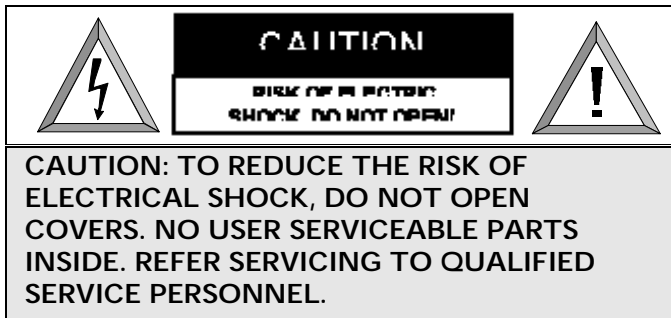 CAUTION
RISK OF ELECTRIC
SHOCK DO NOT OPEN!
!
CAUTION: TO REDUCE THE RISK OF
ELECTRICAL SHOCK, DO NOT OPEN
COVERS. NO USER SERVICEABLE PARTS
INSIDE. REFER SERVICING TO QUALIFIED
SERVICE PERSONNEL.